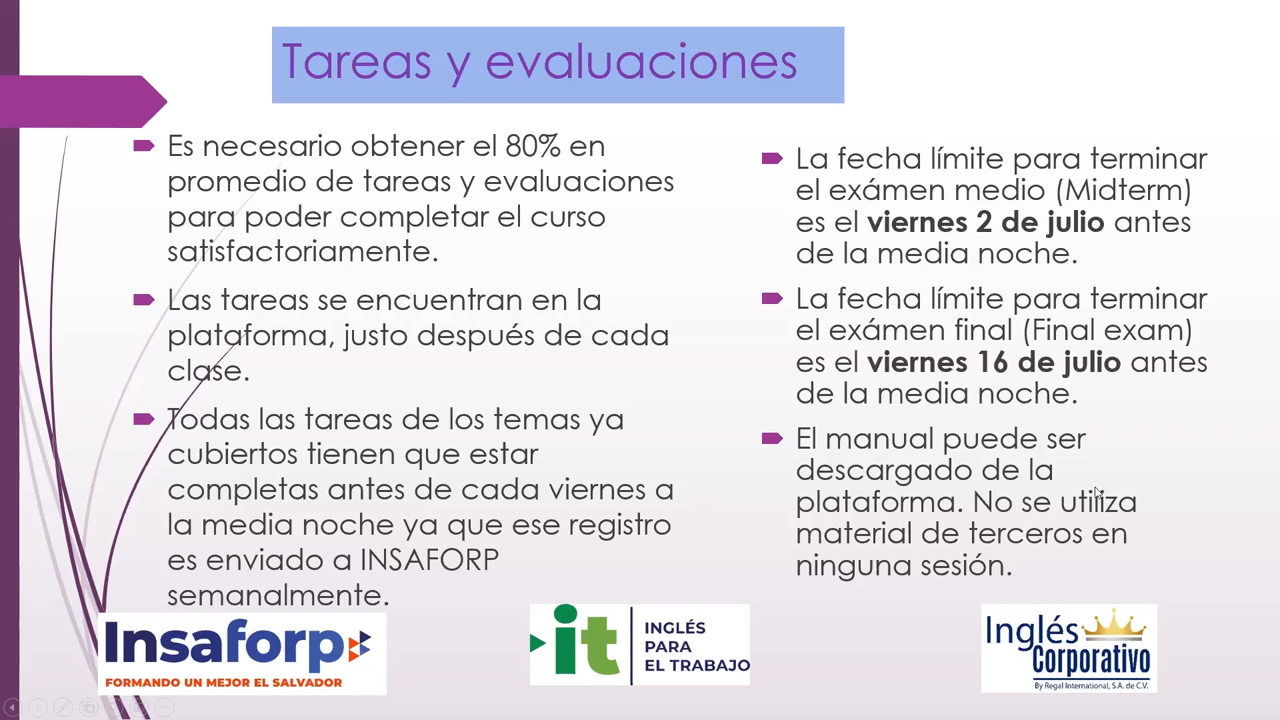 Tareas y evaluaciones
Es necesario obtener el 80% en
promedio de tareas y evaluaciones
para poder completar el curso
satisfactoriamente.
Las tareas se encuentran en la
plataforma, justo después de cada
clase.
Todas las tareas de los temas ya
cubiertos tienen que estar
completas antes de cada viernes a
la media noche ya que ese registro
es enviado a INSAFORP
semanalmente.
La fecha límite para terminar
el exámen medio (Midterm)
es el viernes 2 de julio antes
de la media noche.
La fecha límite para terminar
el exámen final (Final exam)
es el viernes 16 de julio antes
de la media noche.
El manual puede ser
descargado de la
plataforma. No se utiliza
material de terceros en
ninguna sesión.
Insaforp
FORMANDO UN MEJOR EL SALVADOR
it
INGLÉS
PARA
EL TRABAJO
Inglés
Corporativo
By Regal International, S.A. de C.V.